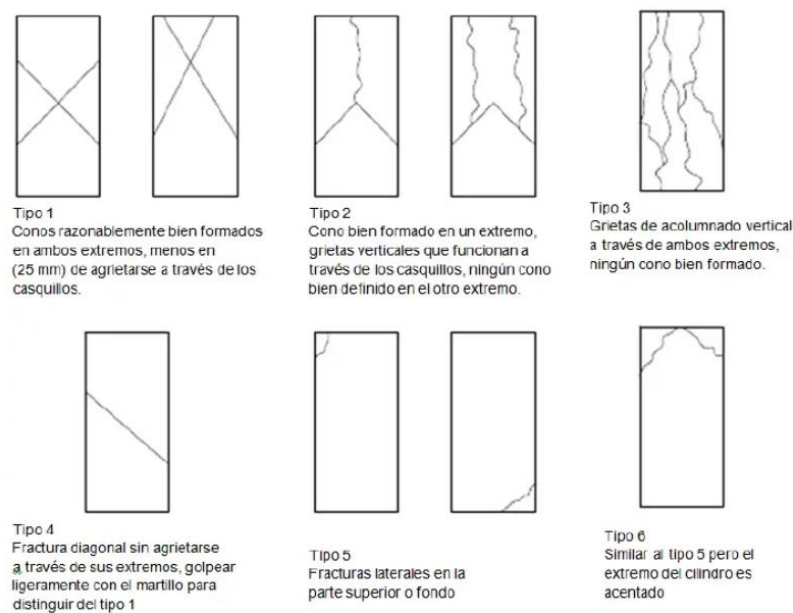 Tipo 1
Conos razonablemente bien formados
en ambos extremos, menos en
(25 mm) de agrietarse a través de los
casquillos.
Tipo 2
Cono bien formado en un extremo,
grietas verticales que funcionan a
través de los casquillos, ningún cono
bien definido en el otro extremo.
Tipo 3
Grietas de acolumnado vertical
a través de ambos extremos,
ningún cono bien formado.
Tipo 4
Fractura diagonal sin agrietarse
a través de sus extremos, golpear
ligeramente con el martillo para
distinguir del tipo 1
Tipo 5
Fracturas laterales en la
parte superior o fondo
Tipo 6
Similar al tipo 5 pero el
extremo del cilindro es
acentado